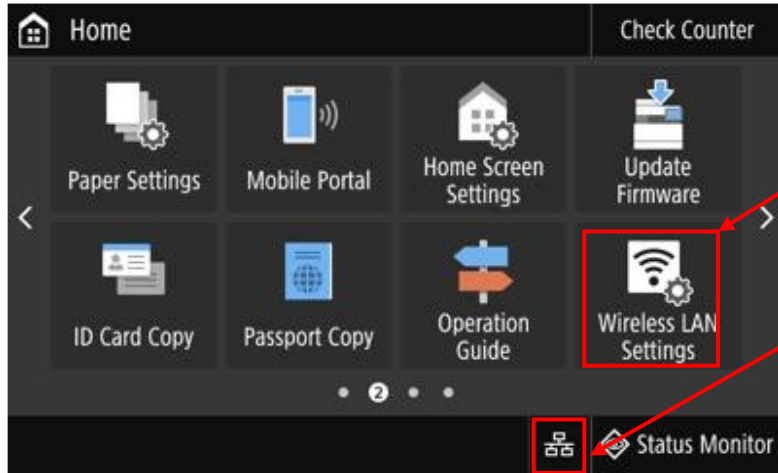 Home
Check Counter
Paper Settings
Mobile Portal
Home Screen
Settings
Update
Firmware
ID Card Copy
Passport Copy
Operation
Guide
Wireless LAN
Settings
2
Status Monitor